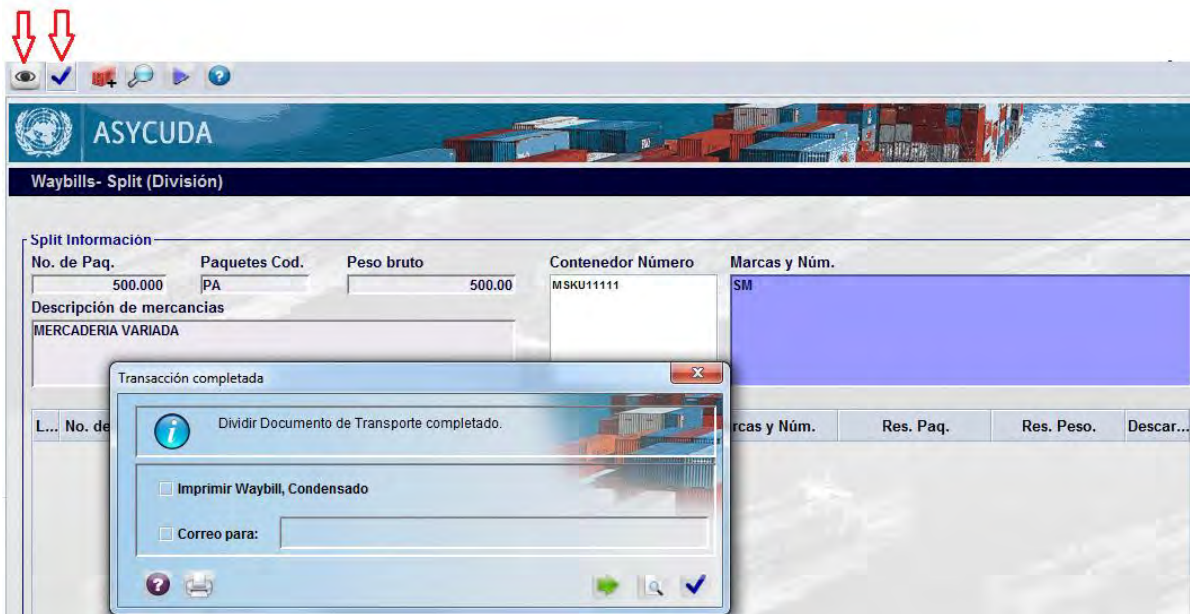 ASYCUDA
Waybills- Split (División)
Split Información
No. de Paq. Paquetes Cod. Peso bruto Contenedor Número Marcas y Núm.
500.000 PA 500.00 MSKU11111 SM
Descripción de mercancias
MERCADERIA VARIADA
Transacción completada
L... No. de rcas y Núm. Res. Paq. Res. Peso. Descar...
Dividir Documento de Transporte completado.
Imprimir Waybill, Condensado
Correo para: